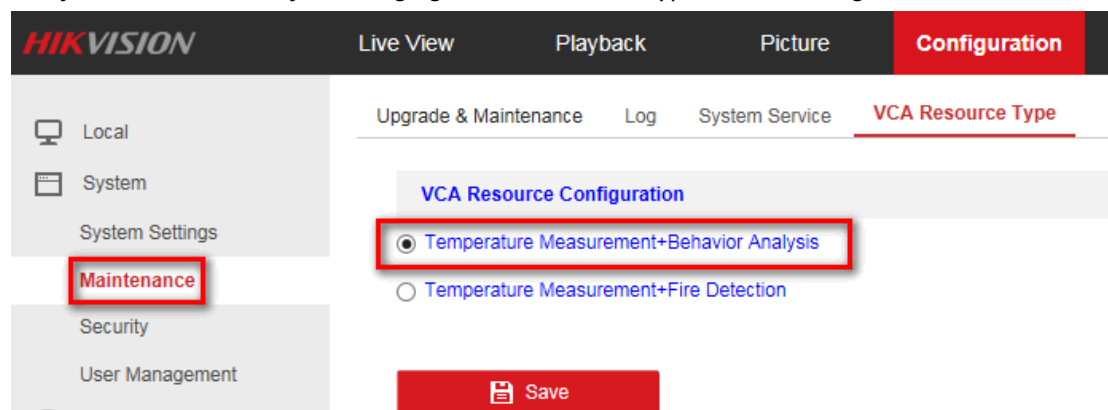 HIKVISION Live View Playback Picture Configuration
Upgrade & Maintenance Log System Service VCA Resource Type
Local
System
VCA Resource Configuration
System Settings
Temperature Measurement+Behavior Analysis
Maintenance
Temperature Measurement+Fire Detection
Security
User Management
Save